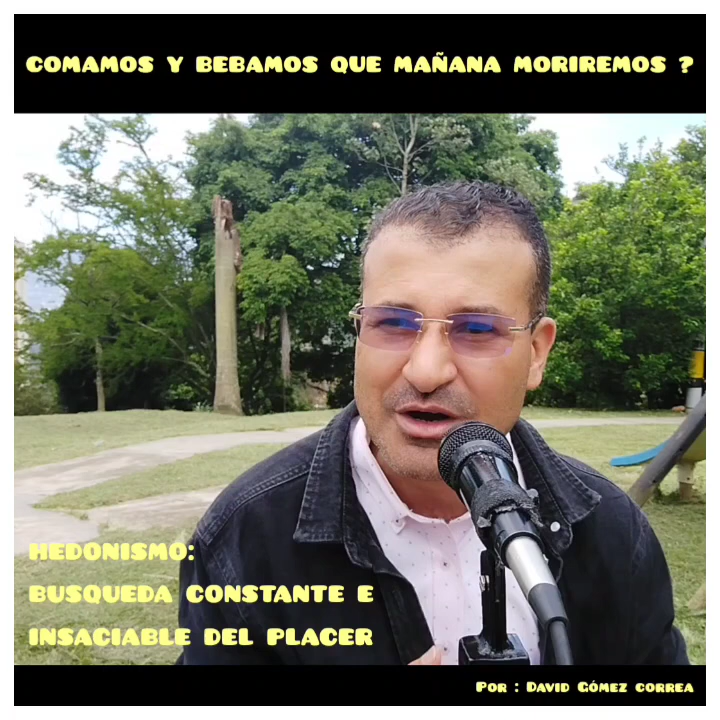 COMAMOS Y BEBAMOS QUE MAÑANA MORIREMOS ?
HEDONISMO:
BUSQUEDA CONSTANTE E
INSACIABLE DEL PLACER
Por : David Gómez correa